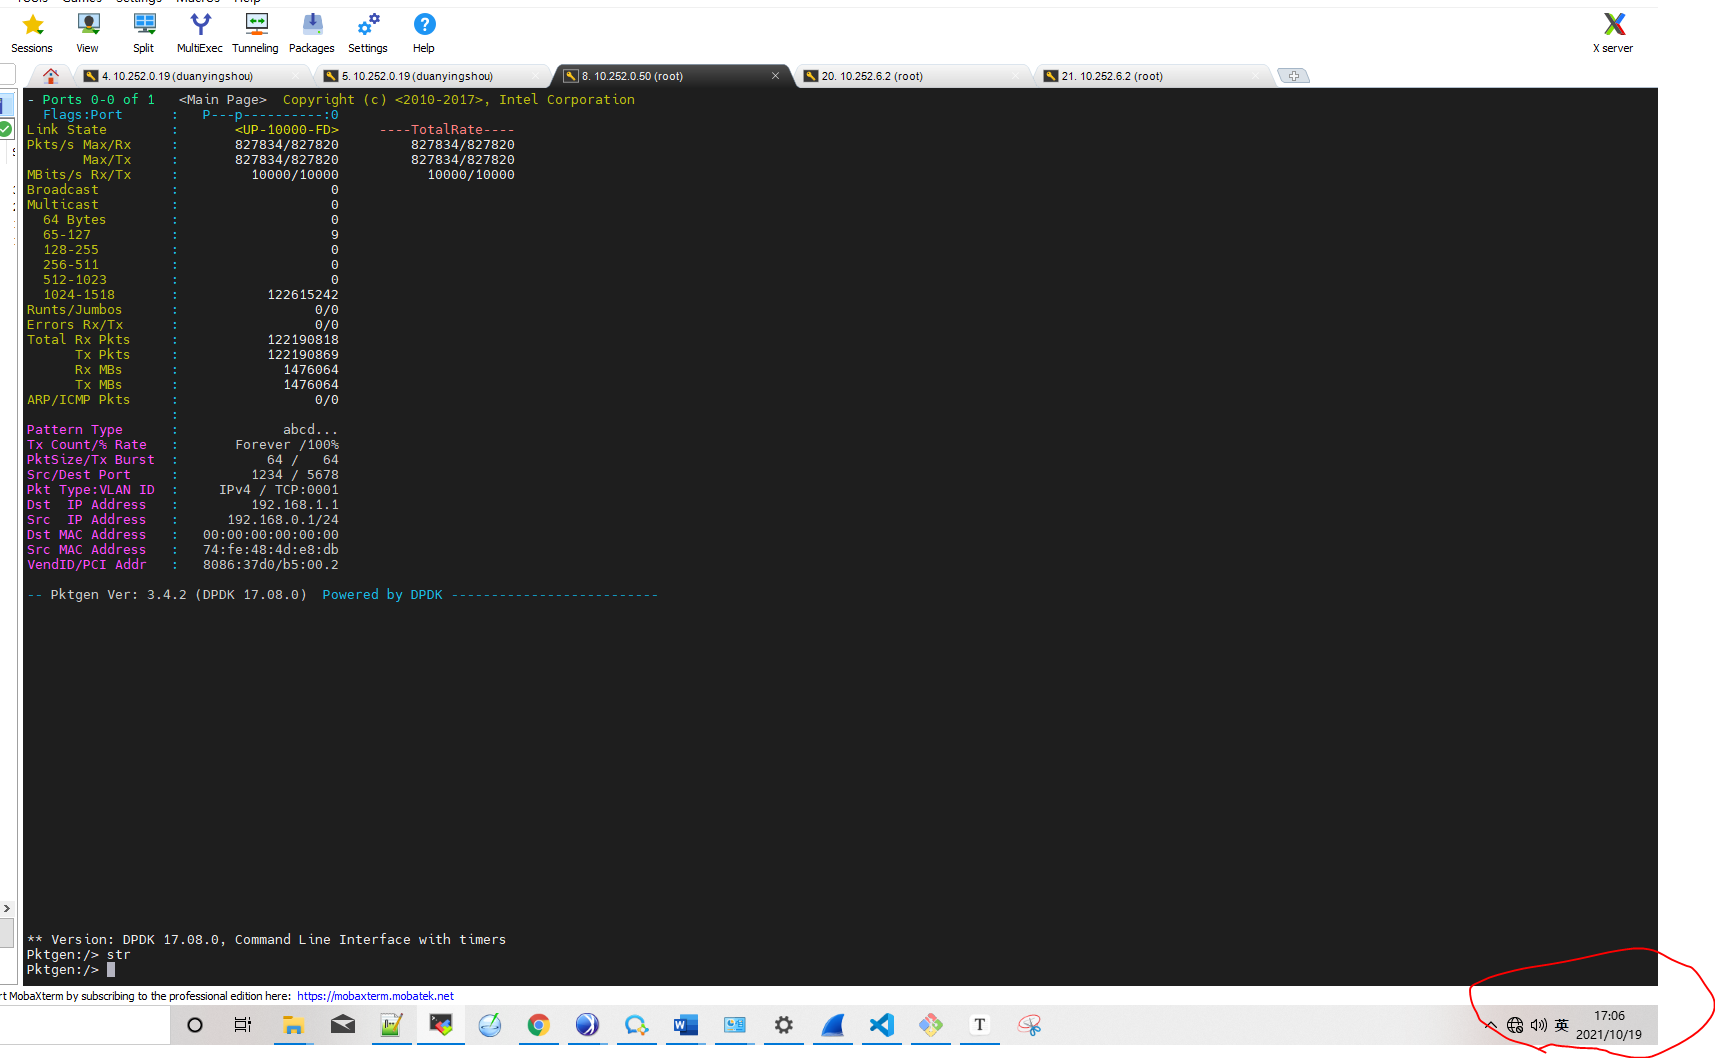 Tools Games Settings Macros Help
Sessions View Split MultiExec Tunneling Packages Settings Help X server
4. 10.252.0.19 (duanyingshou) 5. 10.252.0.19 (duanyingshou) 8. 10.252.0.50 (root) 20. 10.252.6.2 (root) 21. 10.252.6.2 (root)
- Ports 0-0 of 1 <Main Page> Copyright (c) <2010-2017>, Intel Corporation
Flags:Port : P---p----------:0
Link State : <UP-10000-FD> ----TotalRate----
Pkts/s Max/Rx : 827834/827820 827834/827820
Max/Tx : 827834/827820 827834/827820
MBits/s Rx/Tx : 10000/10000 10000/10000
Broadcast : 0
Multicast : 0
64 Bytes : 0
65-127 : 9
128-255 : 0
256-511 : 0
512-1023 : 0
1024-1518 : 122615242
Runts/Jumbos : 0/0
Errors Rx/Tx : 0/0
Total Rx Pkts : 122190818
Tx Pkts : 122190869
Rx MBs : 1476064
Tx MBs : 1476064
ARP/ICMP Pkts : 0/0
:
Pattern Type : abcd...
Tx Count/% Rate : Forever /100%
PktSize/Tx Burst : 64 / 64
Src/Dest Port : 1234 / 5678
Pkt Type:VLAN ID : IPv4 / TCP:0001
Dst IP Address : 192.168.1.1
Src IP Address : 192.168.0.1/24
Dst MAC Address : 00:00:00:00:00:00
Src MAC Address : 74:fe:48:4d:e8:db
VendID/PCI Addr : 8086:37d0/b5:00.2
-- Pktgen Ver: 3.4.2 (DPDK 17.08.0) Powered by DPDK --------------------------
** Version: DPDK 17.08.0, Command Line Interface with timers
Pktgen:/> str
Pktgen:/>
rt MobaXterm by subscribing to the professional edition here: https://mobaxterm.mobatek.net
英 17:06
2021/10/19